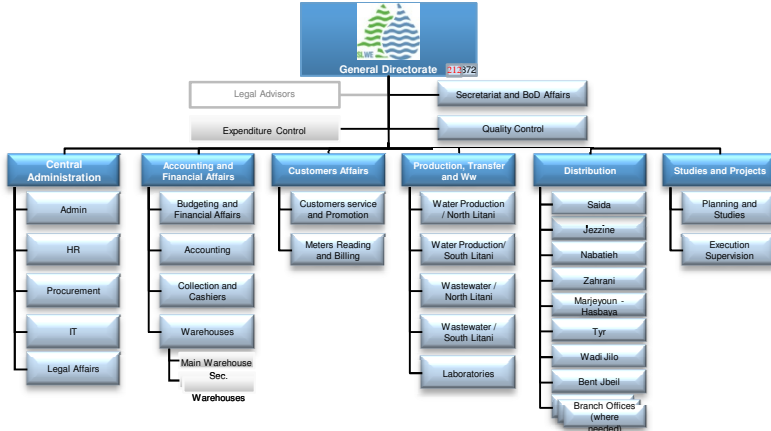 SLWE
General Directorate 212 872
Legal Advisors
Secretariat and BoD Affairs
Expenditure Control
Quality Control
Central
Administration
Admin
HR
Procurement
IT
Legal Affairs
Accounting and
Financial Affairs
Budgeting and
Financial Affairs
Accounting
Collection and
Cashiers
Warehouses
Main Warehouse
Sec.
Warehouses
Customers Affairs
Customers service
and Promotion
Meters Reading
and Billing
Production, Transfer
and Ww
Water Production
/ North Litani
Water Production/
South Litani
Wastewater /
North Litani
Wastewater /
South Litani
Laboratories
Distribution
Saida
Jezzine
Nabatieh
Zahrani
Marjeyoun -
Hasbaya
Tyr
Wadi Jilo
Bent Jbeil
Branch Offices
(where
needed)
Studies and Projects
Planning and
Studies
Execution
Supervision